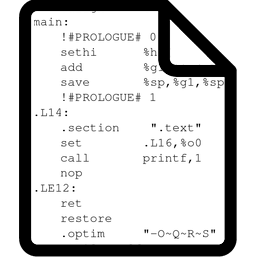 main:
!#PROLOGUE# 0
sethi %h
add %g
save %sp,%g1,%sp
!#PROLOGUE# 1
.L14:
.section ".text"
set .L16,%o0
call printf,1
nop
.LE12:
ret
restore
.optim "-O~Q~R~S"